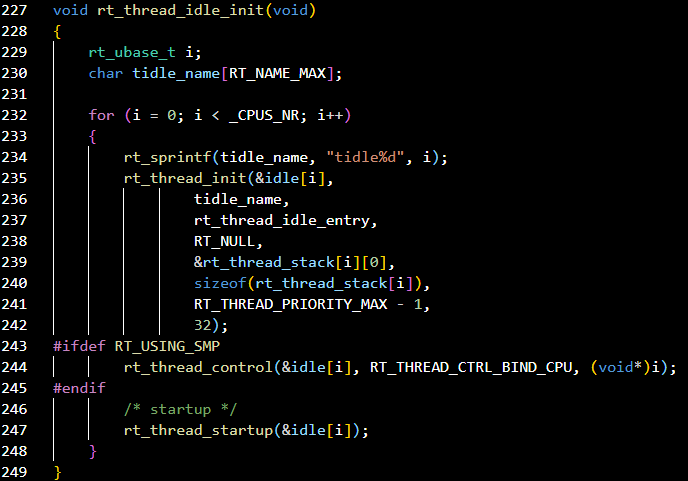 227 void rt_thread_idle_init(void)
228 {
229     rt_ubase_t i;
230     char tidle_name[RT_NAME_MAX];
231
232     for (i = 0; i < _CPUS_NR; i++)
233     {
234         rt_sprintf(tidle_name, "tidle%d", i);
235         rt_thread_init(&idle[i],
236                 tidle_name,
237                 rt_thread_idle_entry,
238                 RT_NULL,
239                 &rt_thread_stack[i][0],
240                 sizeof(rt_thread_stack[i]),
241                 RT_THREAD_PRIORITY_MAX - 1,
242                 32);
243 #ifdef RT_USING_SMP
244         rt_thread_control(&idle[i], RT_THREAD_CTRL_BIND_CPU, (void*)i);
245 #endif
246         /* startup */
247         rt_thread_startup(&idle[i]);
248     }
249 }